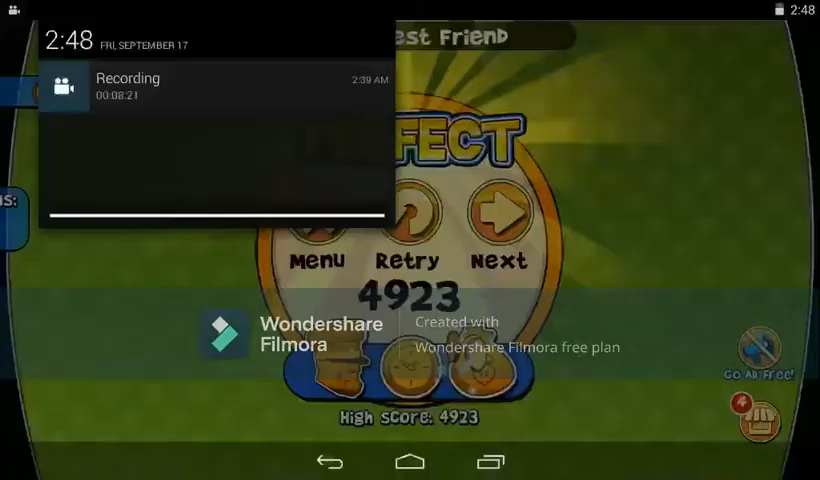 2:48
2:48 FRI, SEPTEMBER 17
est Friend
Recording
2:39 AM
00:08:21
FECT
IS:
Menu Retry Next
4923
Wondershare
Filmora
Created with
Wondershare Filmora free plan
Go Ad Free!
4
High score: 4923